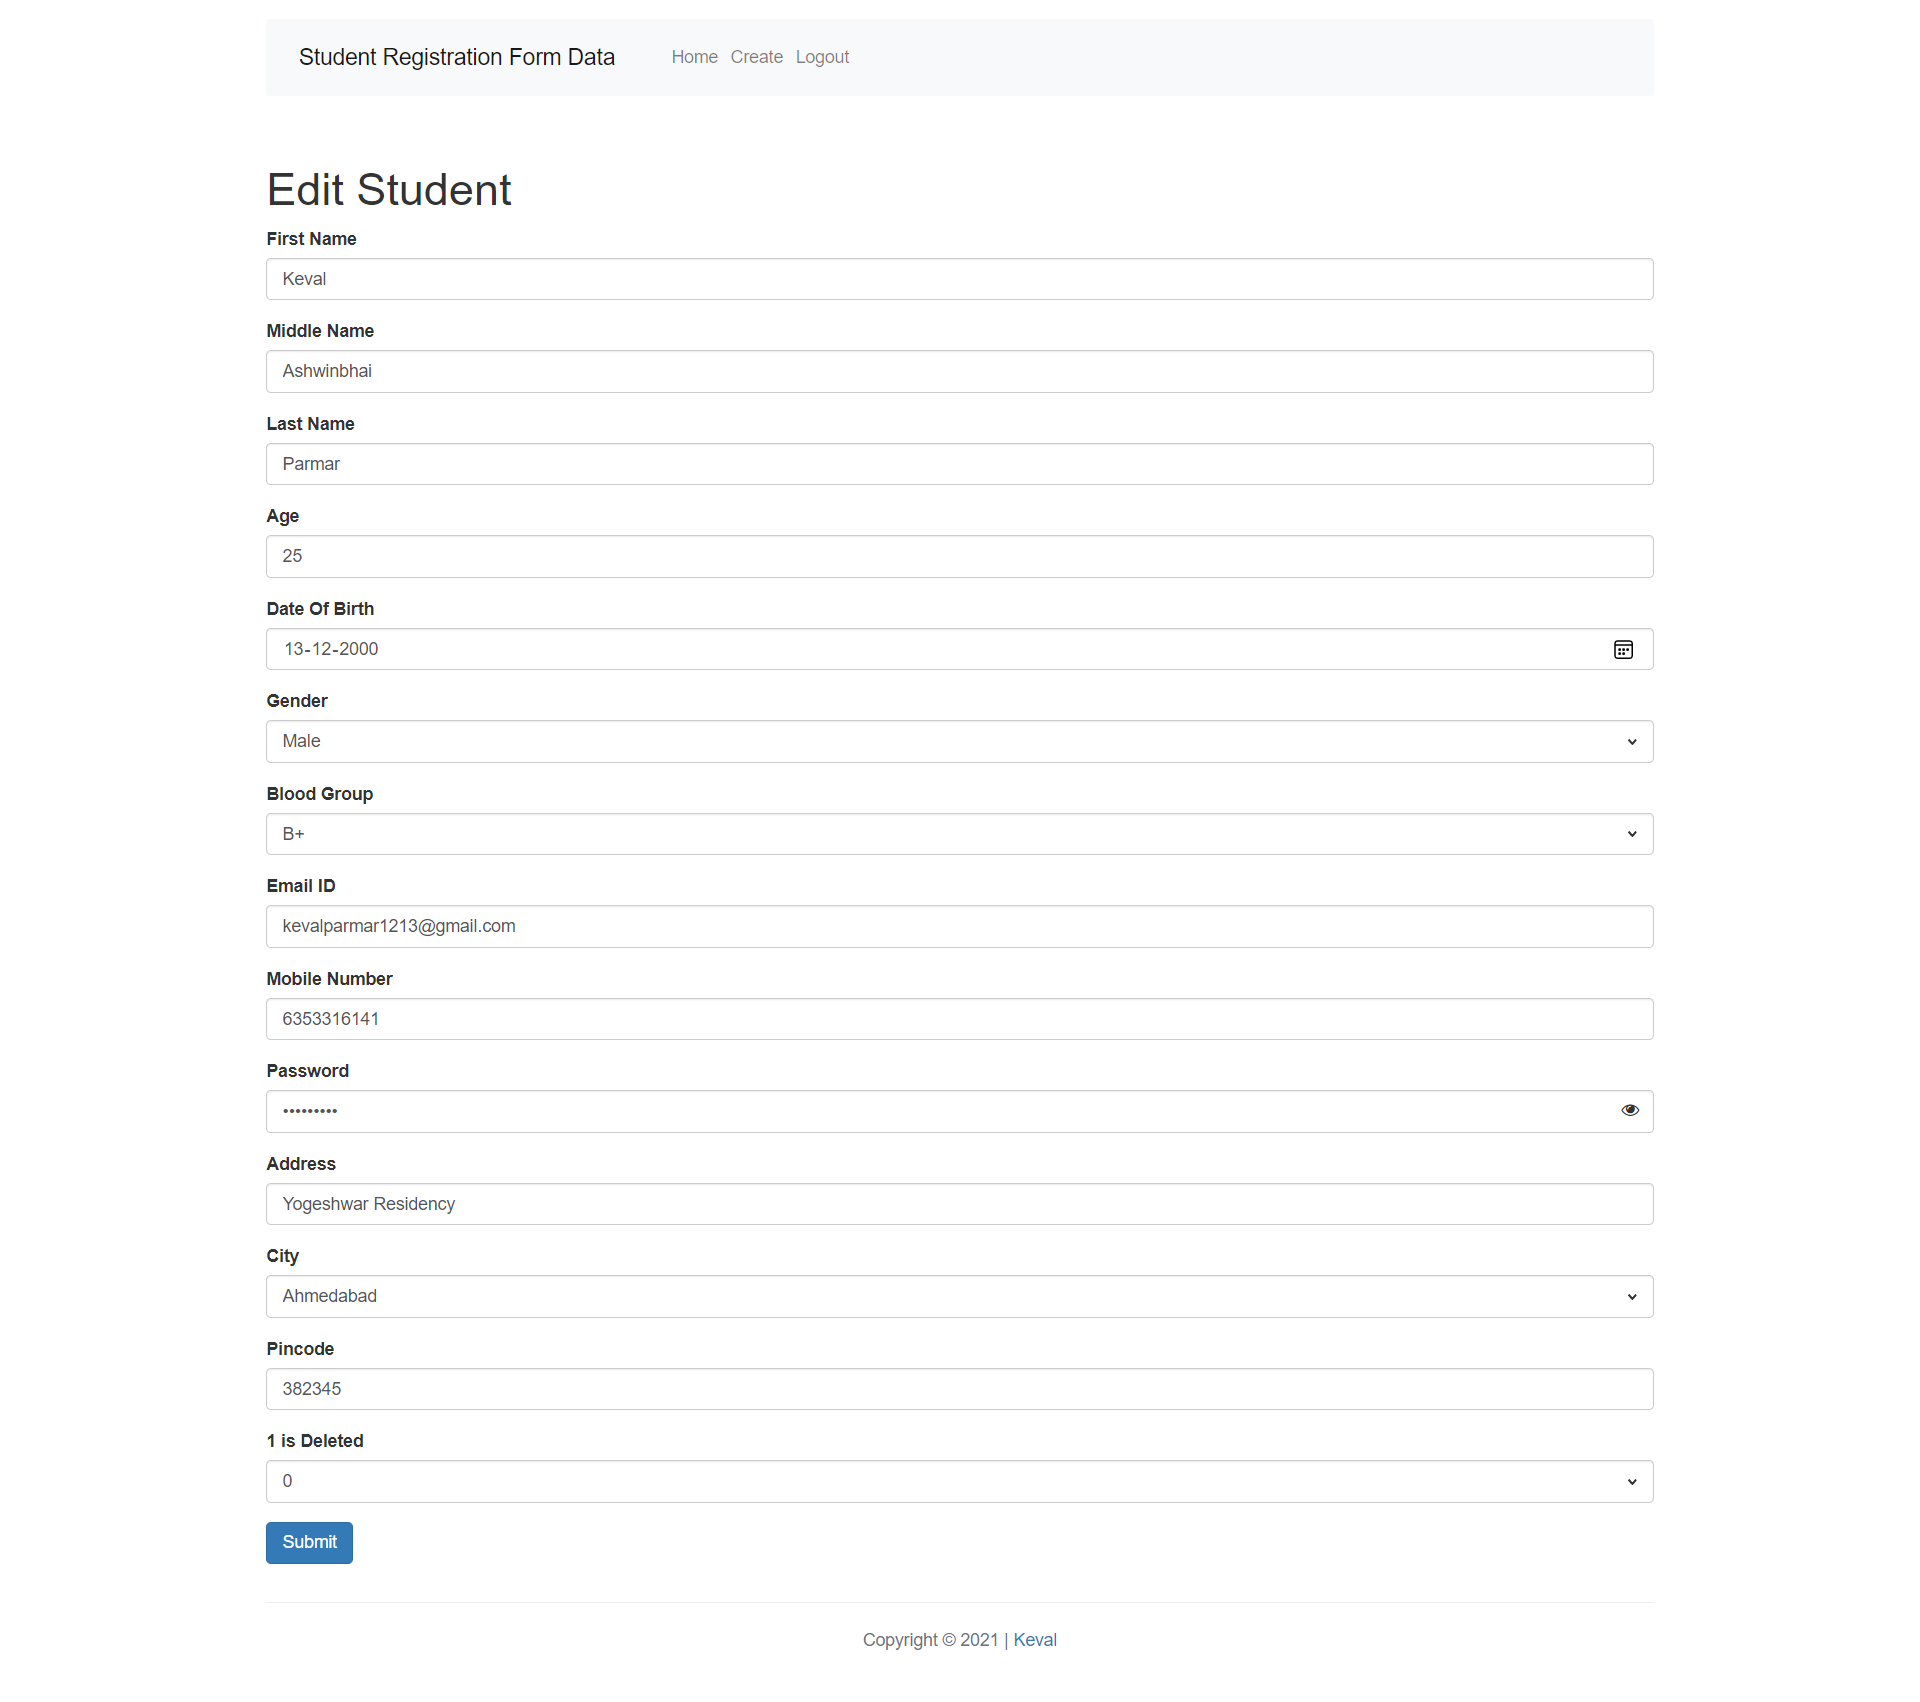 Student Registration Form Data Home Create Logout
Edit Student
First Name
Keval
Middle Name
Ashwinbhai
Last Name
Parmar
Age
25
Date Of Birth
13-12-2000
Gender
Male
Blood Group
B+
Email ID
kevalparmar1213@gmail.com
Mobile Number
6353316141
Password
•••••••••
Address
Yogeshwar Residency
City
Ahmedabad
Pincode
382345
1 is Deleted
0
Submit
Copyright © 2021 | Keval